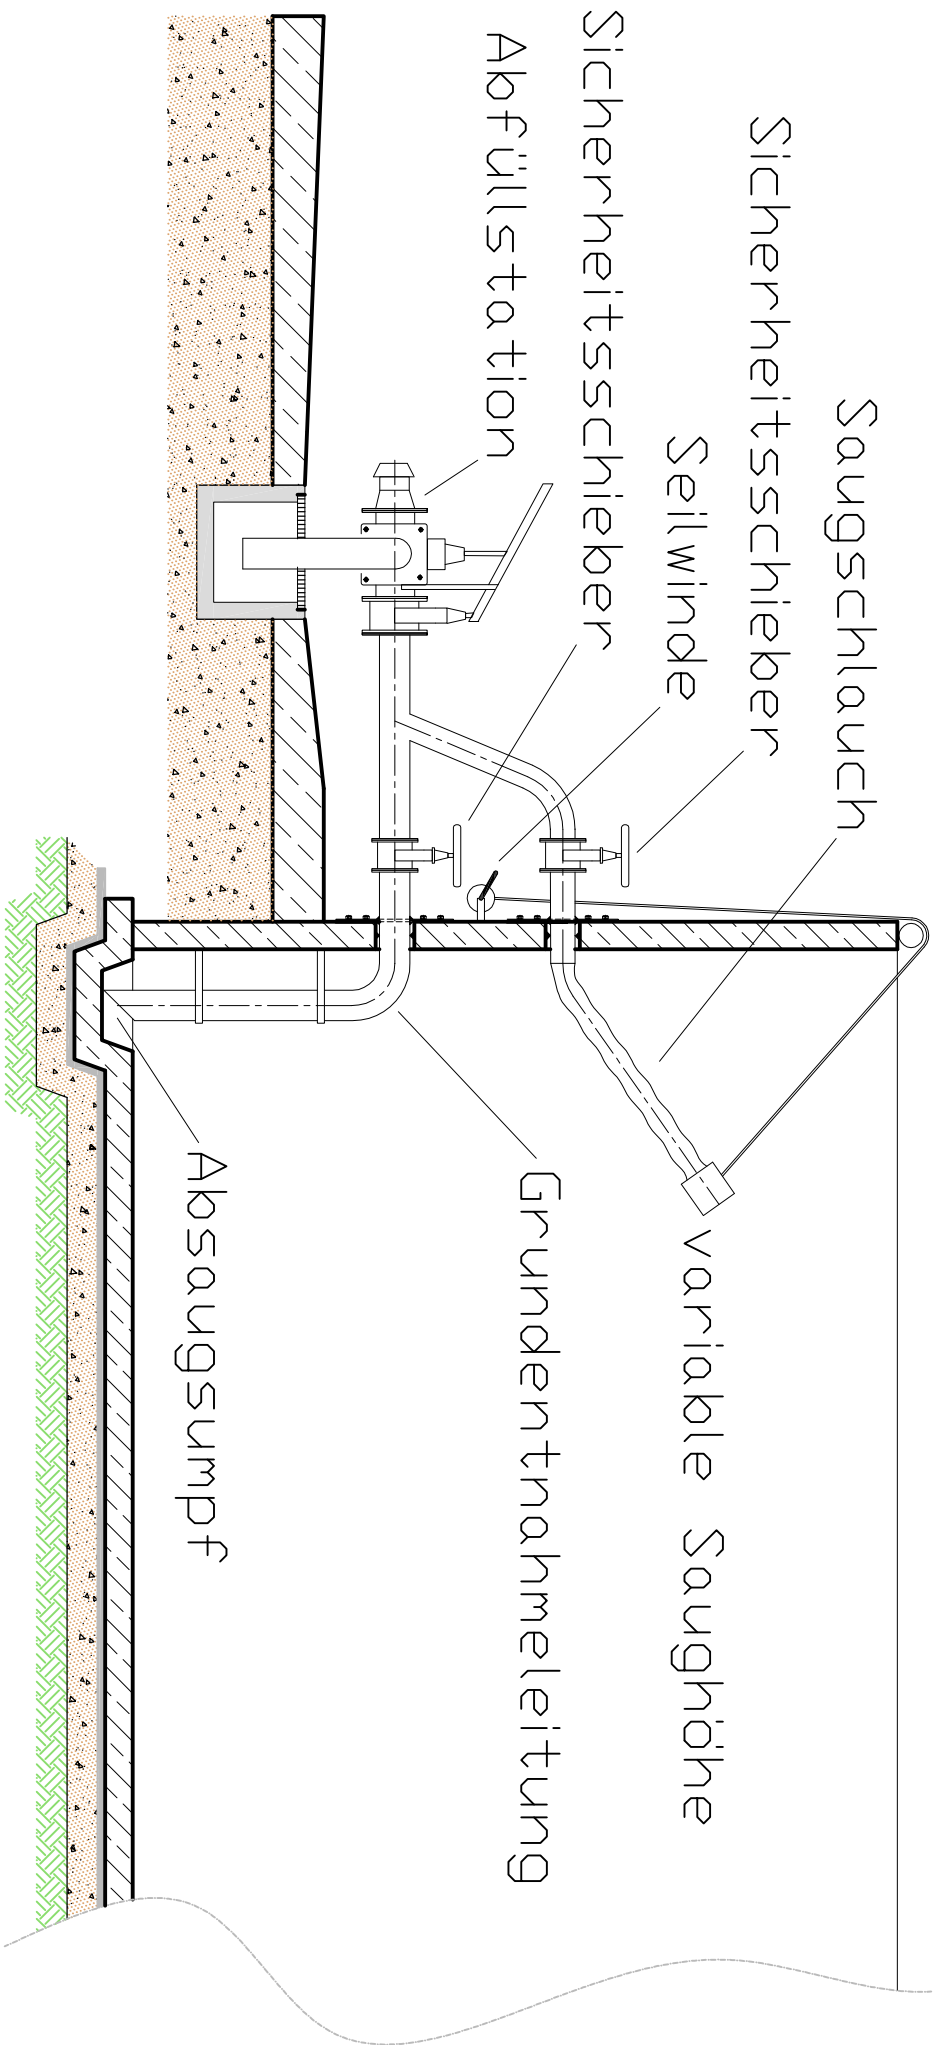 Saugschlauch
Sicherheitsschieber
Seilwinde
Sicherheitsschieber
Abfüllstation
variable Saughöhe
Grundentnahmeleitung
Absaugsumpf